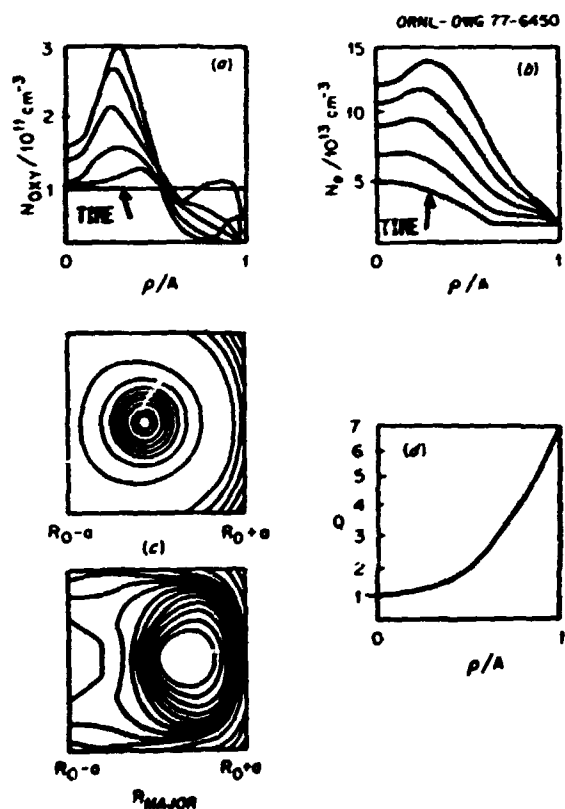 ORNL-DWG 77-6450
3
2
1
N_OXY/10^11 cm^-3
(a)
TIME
0
1
ρ/A
15
10
5
N_e/10^13 cm^-3
(b)
TIME
0
1
ρ/A
R_0-a
R_0+a
(c)
R_0-a
R_0+a
R_MAJOR
7
6
5
4
3
2
1
Q
(d)
0
1
ρ/A